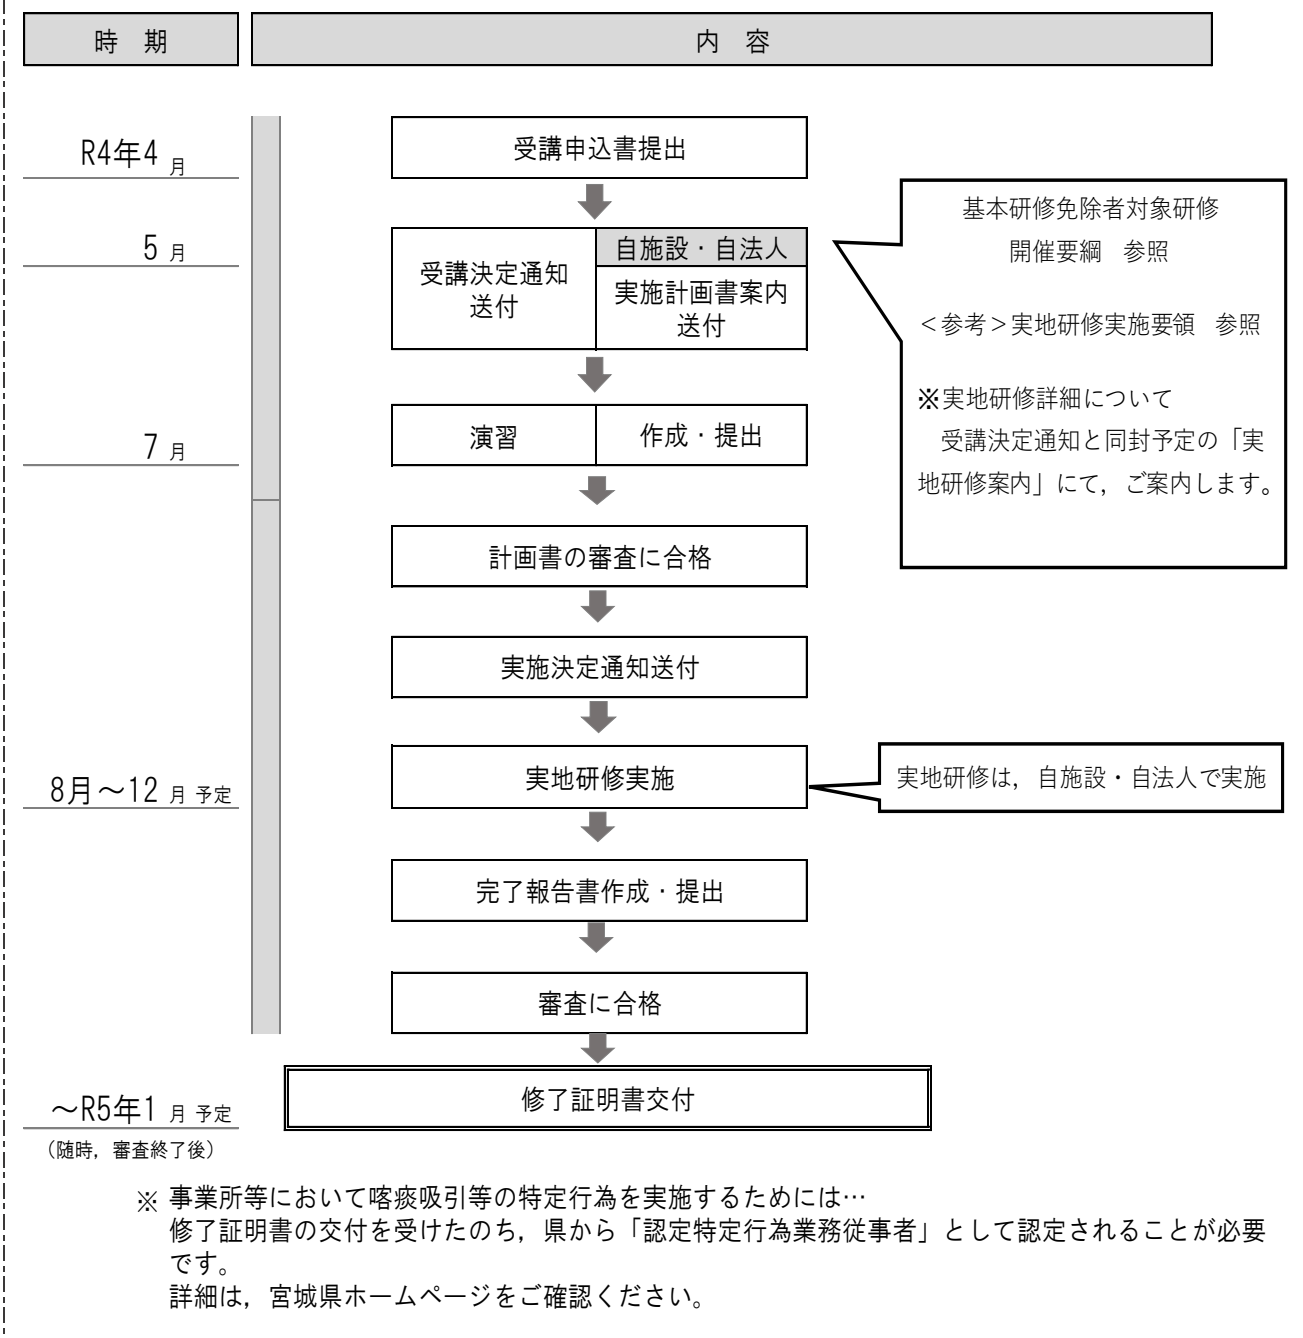 時　期
内　容
R4年4 月
受講申込書提出
5 月
受講決定通知
送付
自施設・自法人
実施計画書案内
送付
基本研修免除者対象研修
開催要綱　参照
＜参考＞実地研修実施要領　参照
※実地研修詳細について
受講決定通知と同封予定の「実
地研修案内」にて，ご案内します。
7 月
演習
作成・提出
計画書の審査に合格
実施決定通知送付
8月～12 月 予定
実地研修実施
実地研修は，自施設・自法人で実施
完了報告書作成・提出
審査に合格
～R5年1 月 予定
（随時，審査終了後）
修了証明書交付
※ 事業所等において喀痰吸引等の特定行為を実施するためには…
修了証明書の交付を受けたのち，県から「認定特定行為業務従事者」として認定されることが必要
です。
詳細は，宮城県ホームページをご確認ください。